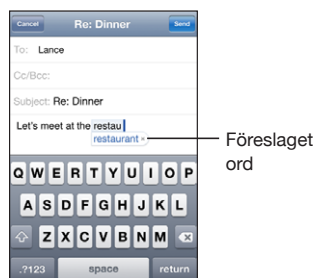 Cancel Re: Dinner Send
To: Lance
Cc/Bcc:
Subject: Re: Dinner
Let's meet at the restau
restaurant ×
Föreslaget
ord
Q W E R T Y U I O P
A S D F G H J K L
Z X C V B N M
.?123 space return